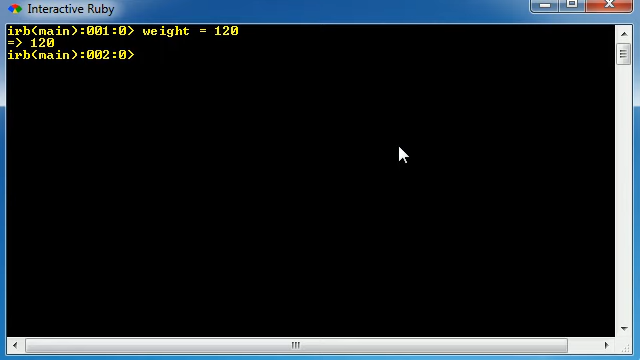 Interactive Ruby
irb(main):001:0> weight = 120
=> 120
irb(main):002:0>